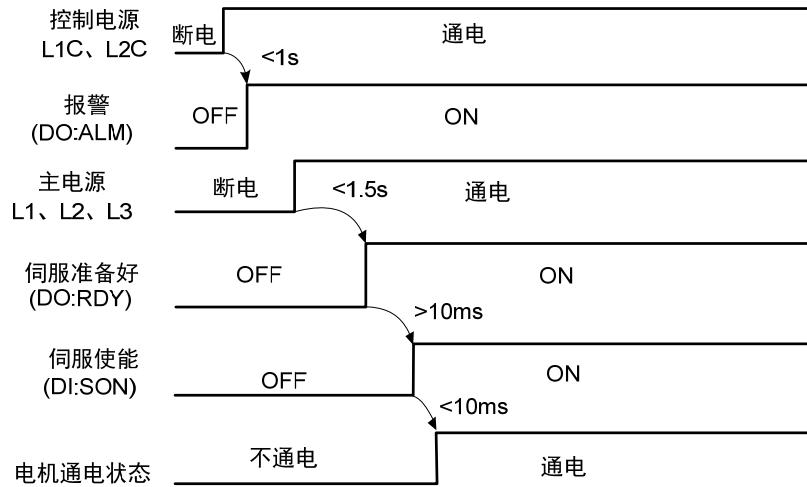 控制电源
L1C、L2C
断电
通电
<1s
报警
(DO:ALM)
OFF
ON
主电源
L1、L2、L3
断电
<1.5s
通电
伺服准备好
(DO:RDY)
OFF
ON
>10ms
伺服使能
(DI:SON)
OFF
ON
<10ms
电机通电状态
不通电
通电